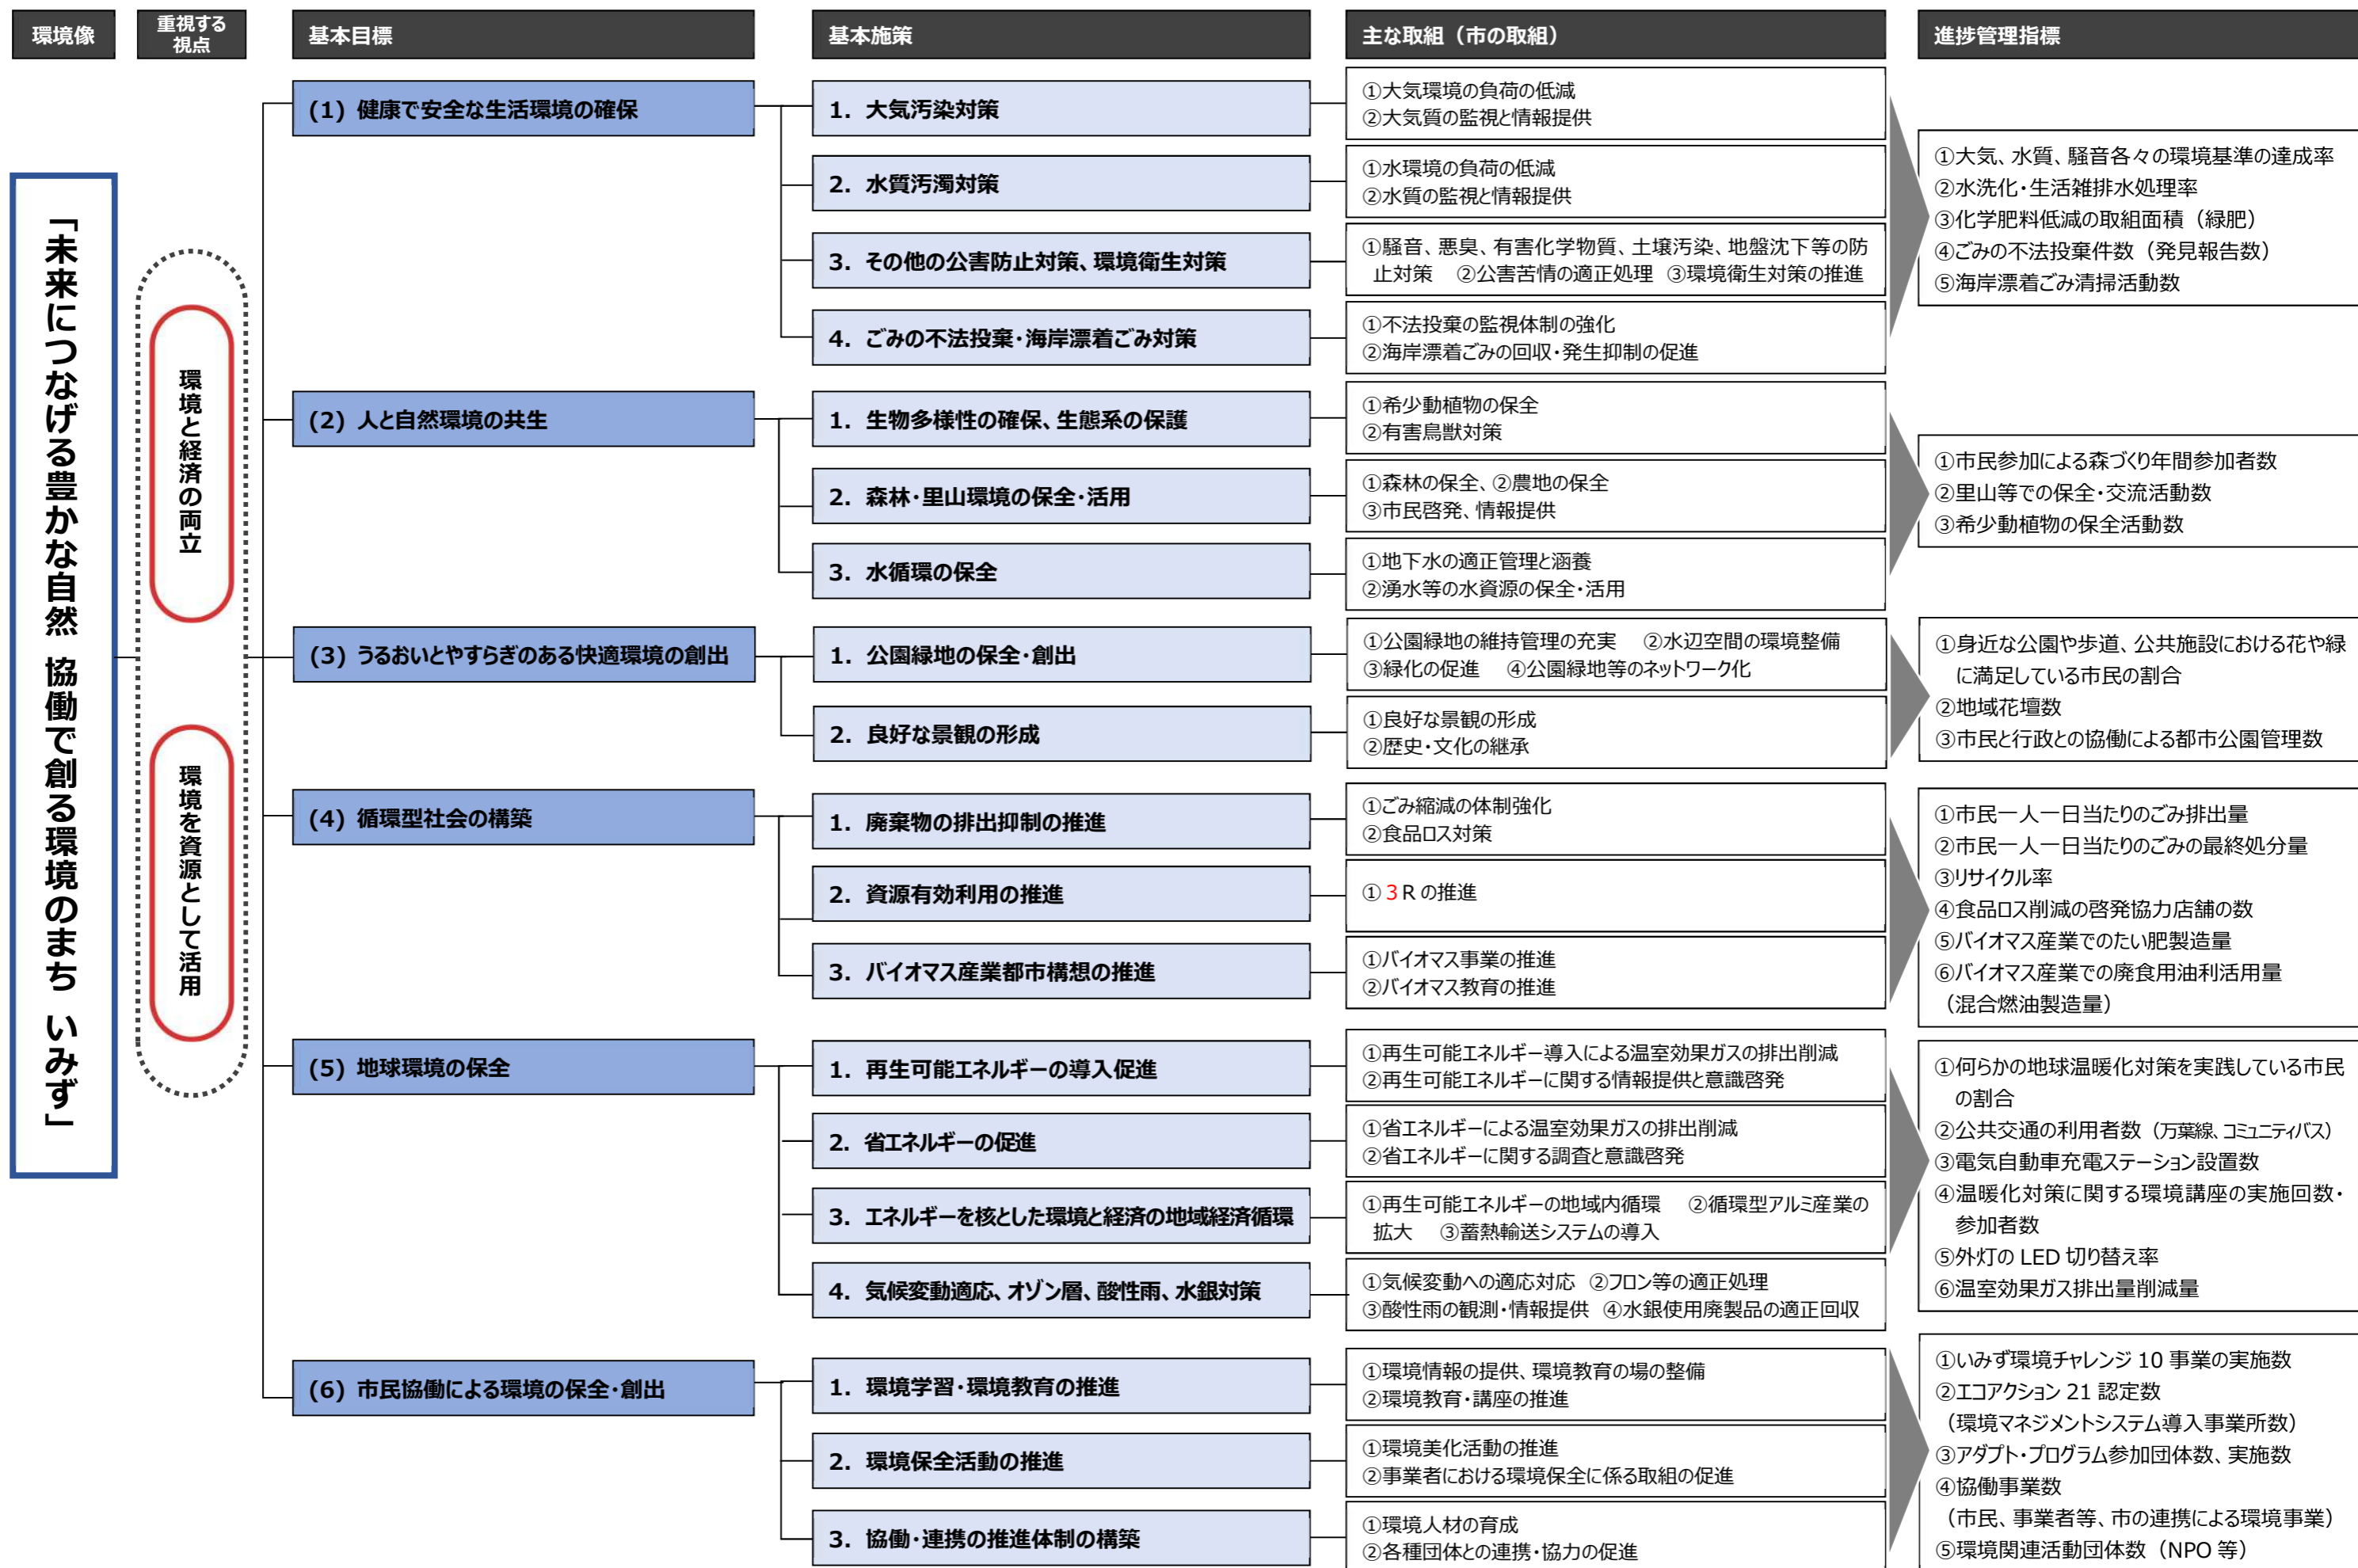 環境像
重視する
視点
基本目標
基本施策
主な取組（市の取組）
進捗管理指標
「未来につなげる豊かな自然 協働で創る環境のまち いみず」
環境と経済の両立
環境を資源として活用
(1) 健康で安全な生活環境の確保
1. 大気汚染対策
①大気環境の負荷の低減
②大気質の監視と情報提供
2. 水質汚濁対策
①水環境の負荷の低減
②水質の監視と情報提供
3. その他の公害防止対策、環境衛生対策
①騒音、悪臭、有害化学物質、土壌汚染、地盤沈下等の防
止対策 ②公害苦情の適正処理 ③環境衛生対策の推進
4. ごみの不法投棄・海岸漂着ごみ対策
①不法投棄の監視体制の強化
②海岸漂着ごみの回収・発生抑制の促進
①大気、水質、騒音各々の環境基準の達成率
②水洗化・生活雑排水処理率
③化学肥料低減の取組面積（緑肥）
④ごみの不法投棄件数（発見報告数）
⑤海岸漂着ごみ清掃活動数
(2) 人と自然環境の共生
1. 生物多様性の確保、生態系の保護
①希少動植物の保全
②有害鳥獣対策
2. 森林・里山環境の保全・活用
①森林の保全、②農地の保全
③市民啓発、情報提供
3. 水循環の保全
①地下水の適正管理と涵養
②湧水等の水資源の保全・活用
①市民参加による森づくり年間参加者数
②里山等での保全・交流活動数
③希少動植物の保全活動数
(3) うるおいとやすらぎのある快適環境の創出
1. 公園緑地の保全・創出
①公園緑地の維持管理の充実 ②水辺空間の環境整備
③緑化の促進 ④公園緑地等のネットワーク化
2. 良好な景観の形成
①良好な景観の形成
②歴史・文化の継承
①身近な公園や歩道、公共施設における花や緑
に満足している市民の割合
②地域花壇数
③市民と行政との協働による都市公園管理数
(4) 循環型社会の構築
1. 廃棄物の排出抑制の推進
①ごみ縮減の体制強化
②食品ロス対策
2. 資源有効利用の推進
①３Ｒの推進
3. バイオマス産業都市構想の推進
①バイオマス事業の推進
②バイオマス教育の推進
①市民一人一日当たりのごみ排出量
②市民一人一日当たりのごみの最終処分量
③リサイクル率
④食品ロス削減の啓発協力店舗の数
⑤バイオマス産業でのたい肥製造量
⑥バイオマス産業での廃食用油利活用量
（混合燃油製造量）
(5) 地球環境の保全
1. 再生可能エネルギーの導入促進
①再生可能エネルギー導入による温室効果ガスの排出削減
②再生可能エネルギーに関する情報提供と意識啓発
2. 省エネルギーの促進
①省エネルギーによる温室効果ガスの排出削減
②省エネルギーに関する調査と意識啓発
3. エネルギーを核とした環境と経済の地域経済循環
①再生可能エネルギーの地域内循環 ②循環型アルミ産業の
拡大 ③蓄熱輸送システムの導入
4. 気候変動適応、オゾン層、酸性雨、水銀対策
①気候変動への適応対応 ②フロン等の適正処理
③酸性雨の観測・情報提供 ④水銀使用廃製品の適正回収
①何らかの地球温暖化対策を実践している市民
の割合
②公共交通の利用者数（万葉線、コミュニティバス）
③電気自動車充電ステーション設置数
④温暖化対策に関する環境講座の実施回数・
参加者数
⑤外灯の LED 切り替え率
⑥温室効果ガス排出量削減量
(6) 市民協働による環境の保全・創出
1. 環境学習・環境教育の推進
①環境情報の提供、環境教育の場の整備
②環境教育・講座の推進
2. 環境保全活動の推進
①環境美化活動の推進
②事業者における環境保全に係る取組の促進
3. 協働・連携の推進体制の構築
①環境人材の育成
②各種団体との連携・協力の促進
①いみず環境チャレンジ 10 事業の実施数
②エコアクション 21 認定数
（環境マネジメントシステム導入事業所数）
③アダプト・プログラム参加団体数、実施数
④協働事業数
（市民、事業者等、市の連携による環境事業）
⑤環境関連活動団体数（NPO 等）